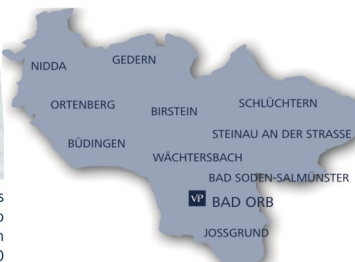 GEDERN
NIDDA
ORTENBERG
BIRSTEIN
SCHLÜCHTERN
STEINAU AN DER STRASSE
BÜDINGEN
WÄCHTERSBACH
BAD SODEN-SALMÜNSTER
VP BAD ORB
JOSSGRUND